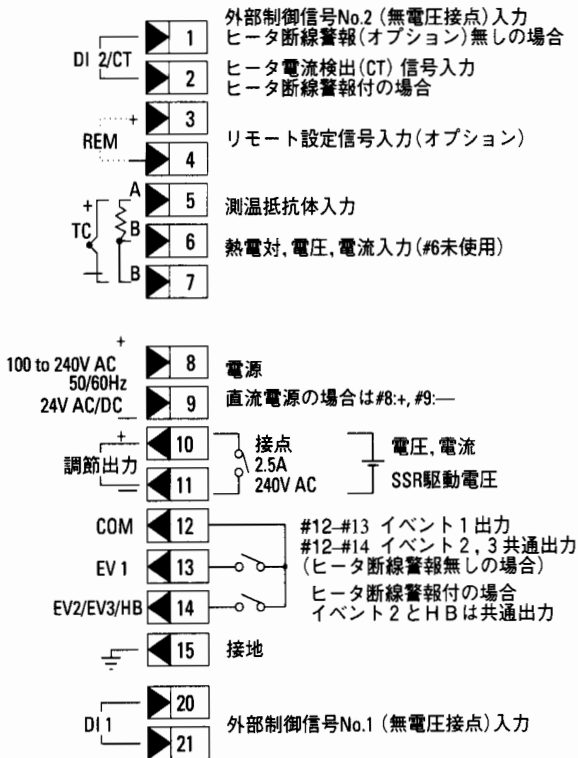 外部制御信号No.2 (無電圧接点) 入力
ヒータ断線警報(オプション)無しの場合
DI 2/CT
1
2
ヒータ電流検出(CT) 信号入力
ヒータ断線警報付の場合
+
REM
3
4
リモート設定信号入力(オプション)
A
+
TC
B
B
—
5
6
7
測温抵抗体入力
熱電対, 電圧, 電流入力(#6未使用)
+
100 to 240V AC
50/60Hz
24V AC/DC
—
8
9
電源
直流電源の場合は#8:+, #9:—
+
調節出力
—
10
11
接点
2.5A
240V AC
電圧, 電流
SSR駆動電圧
COM
12
#12–#13 イベント1出力
#12–#14 イベント2, 3共通出力
(ヒータ断線警報無しの場合)
EV 1
13
EV2/EV3/HB
14
ヒータ断線警報付の場合
イベント2とHBは共通出力
15
接地
DI 1
20
21
外部制御信号No.1 (無電圧接点) 入力